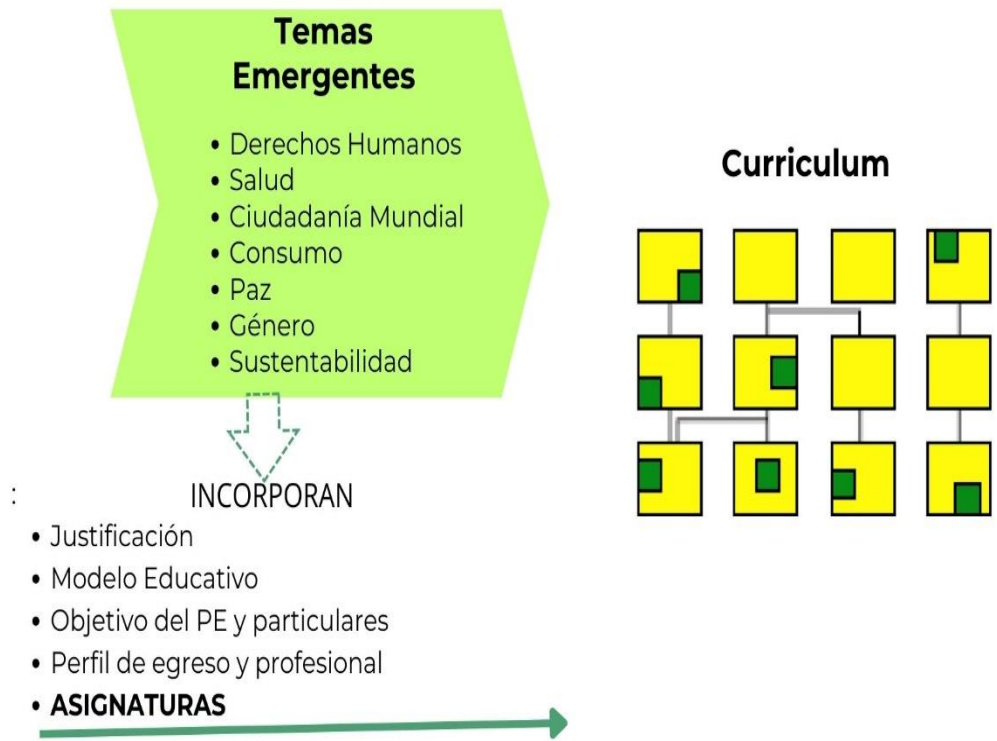 Temas
Emergentes
• Derechos Humanos
• Salud
• Ciudadanía Mundial
• Consumo
• Paz
• Género
• Sustentabilidad
Curriculum
:
INCORPORAN
• Justificación
• Modelo Educativo
• Objetivo del PE y particulares
• Perfil de egreso y profesional
• ASIGNATURAS